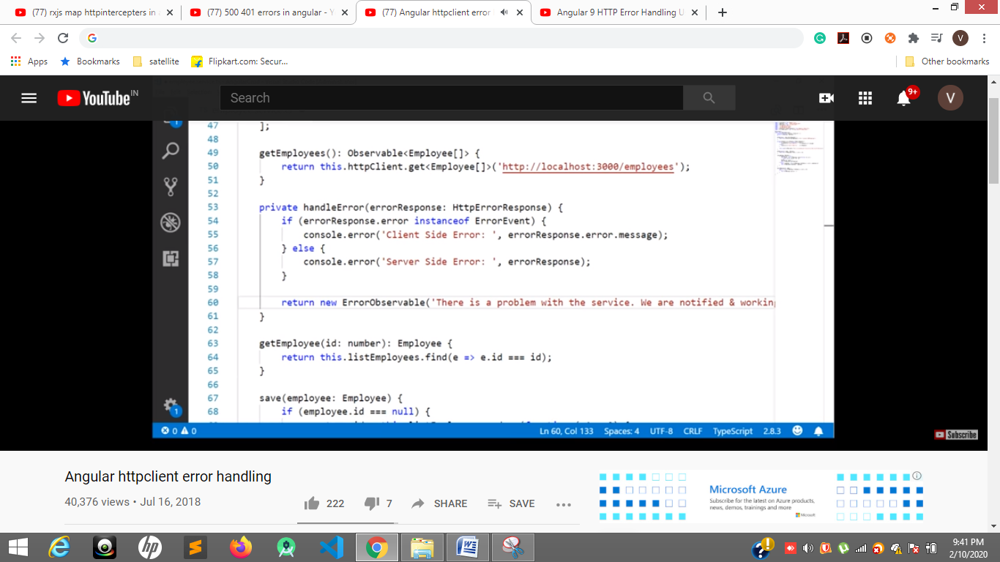 (77) rxjs map httpintercepters in
(77) 500 401 errors in angular - Y
(77) Angular httpclient error
Angular 9 HTTP Error Handling U
V
Apps
Bookmarks
satellite
Flipkart.com: Secur...
Other bookmarks
YouTube IN
Search
9+
V
1
47 ];
48
49 getEmployees(): Observable<Employee[]> {
50 return this.httpClient.get<Employee[]>('http://localhost:3000/employees');
51 }
52
53 private handleError(errorResponse: HttpErrorResponse) {
54 if (errorResponse.error instanceof ErrorEvent) {
55 console.error('Client Side Error: ', errorResponse.error.message);
56 } else {
57 console.error('Server Side Error: ', errorResponse);
58 }
59
60 return new ErrorObservable('There is a problem with the service. We are notified & working
61 }
62
63 getEmployee(id: number): Employee {
64 return this.listEmployees.find(e => e.id === id);
65 }
66
67 save(employee: Employee) {
68 if (employee.id === null) {
1
0 0 Ln 60, Col 133 Spaces: 4 UTF-8 CRLF TypeScript 2.8.3
Subscribe
Angular httpclient error handling
40,376 views • Jul 16, 2018
222
7
SHARE
SAVE
Microsoft Azure
Subscribe for the latest on Azure products,
news, demos, trainings and more
Microsoft
9:41 PM
2/10/2020